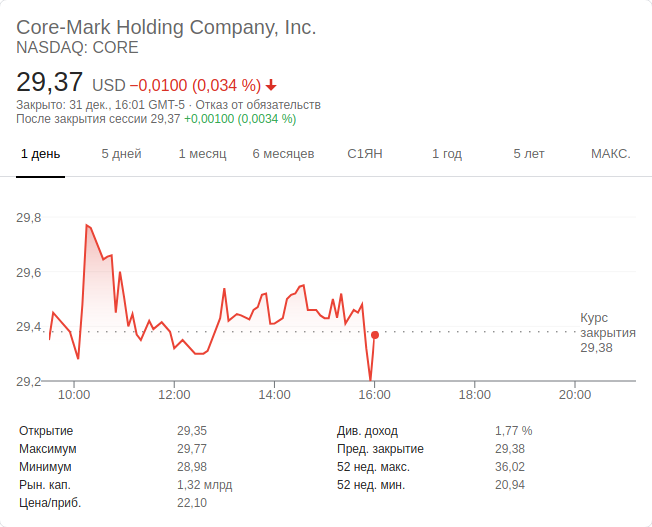 Core-Mark Holding Company, Inc.
NASDAQ: CORE
29,37 USD −0,0100 (0,034 %)
Закрыто: 31 дек., 16:01 GMT-5 · Отказ от обязательств
После закрытия сессии 29,37 +0,00100 (0,0034 %)
1 день 5 дней 1 месяц 6 месяцев С1ЯН 1 год 5 лет МАКС.
29,8
29,6
29,4
29,2
Курс
закрытия
29,38
10:00 12:00 14:00 16:00 18:00 20:00
Открытие 29,35 Див. доход 1,77 %
Максимум 29,77 Пред. закрытие 29,38
Минимум 28,98 52 нед. макс. 36,02
Рын. кап. 1,32 млрд 52 нед. мин. 20,94
Цена/приб. 22,10